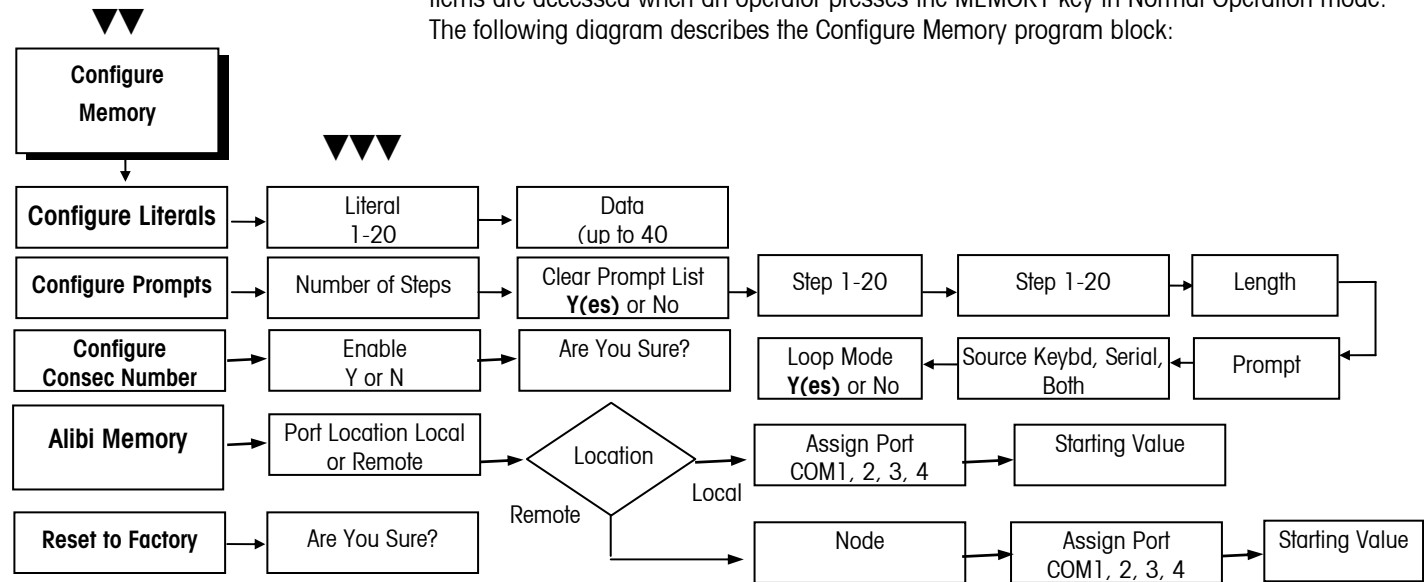 items are accessed when an operator presses the MEMORY key in Normal Operation mode.
The following diagram describes the Configure Memory program block:
Configure
Memory
Configure Literals
Literal
1-20
Data
(up to 40
Configure Prompts
Number of Steps
Clear Prompt List
Y(es) or No
Step 1-20
Step 1-20
Length
Configure
Consec Number
Enable
Y or N
Are You Sure?
Loop Mode
Y(es) or No
Source Keybd, Serial,
Both
Prompt
Alibi Memory
Port Location Local
or Remote
Location
Local
Remote
Assign Port
COM1, 2, 3, 4
Starting Value
Reset to Factory
Are You Sure?
Node
Assign Port
COM1, 2, 3, 4
Starting Value